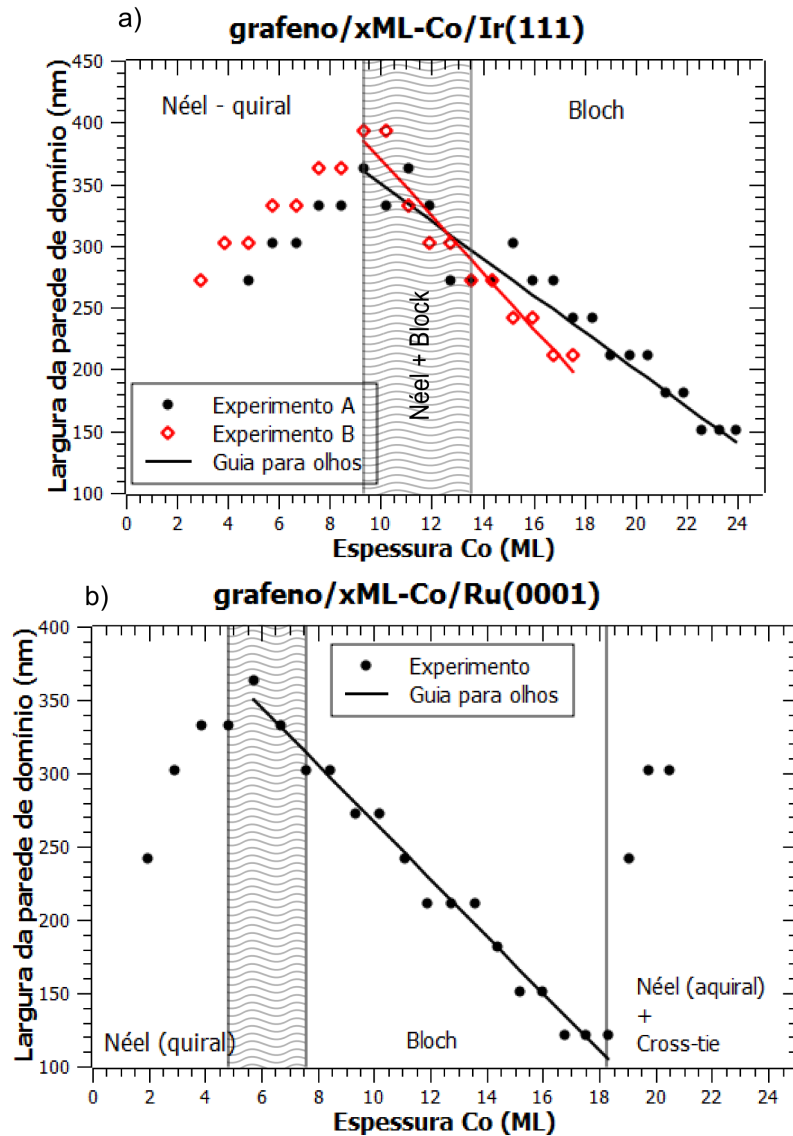 a)
grafeno/xML-Co/Ir(111)
Largura da parede de domínio (nm)
450
400
350
300
250
200
150
100
Néel - quiral
Bloch
Néel + Block
Experimento A
Experimento B
Guia para olhos
0 2 4 6 8 10 12 14 16 18 20 22 24
Espessura Co (ML)
b)
grafeno/xML-Co/Ru(0001)
Largura da parede de domínio (nm)
400
350
300
250
200
150
100
Experimento
Guia para olhos
Néel (quiral)
Bloch
Néel (aquiral)
+
Cross-tie
0 2 4 6 8 10 12 14 16 18 20 22 24
Espessura Co (ML)